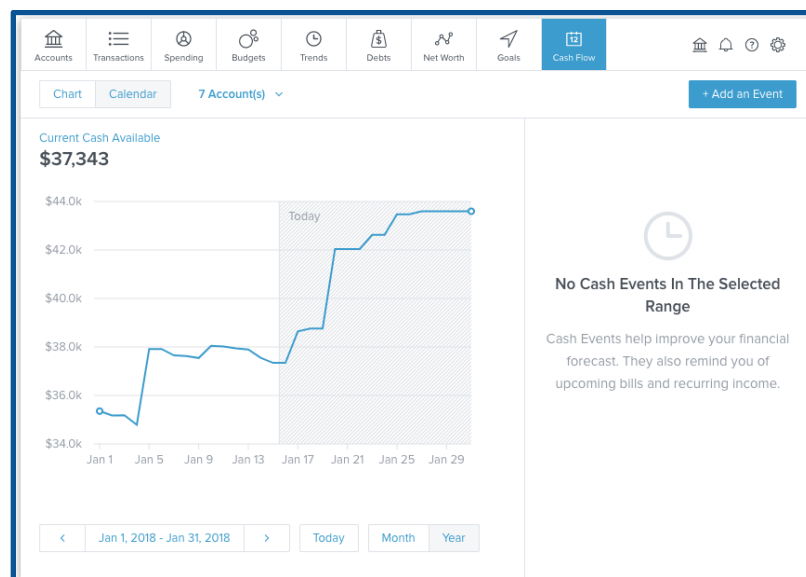 Accounts
Transactions
Spending
Budgets
Trends
Debts
Net Worth
Goals
12
Cash Flow
Chart
Calendar
7 Account(s)
+ Add an Event
Current Cash Available
$37,343
$44.0k
$42.0k
$40.0k
$38.0k
$36.0k
$34.0k
Today
Jan 1
Jan 5
Jan 9
Jan 13
Jan 17
Jan 21
Jan 25
Jan 29
Jan 1, 2018 - Jan 31, 2018
Today
Month
Year
No Cash Events In The Selected
Range
Cash Events help improve your financial
forecast. They also remind you of
upcoming bills and recurring income.